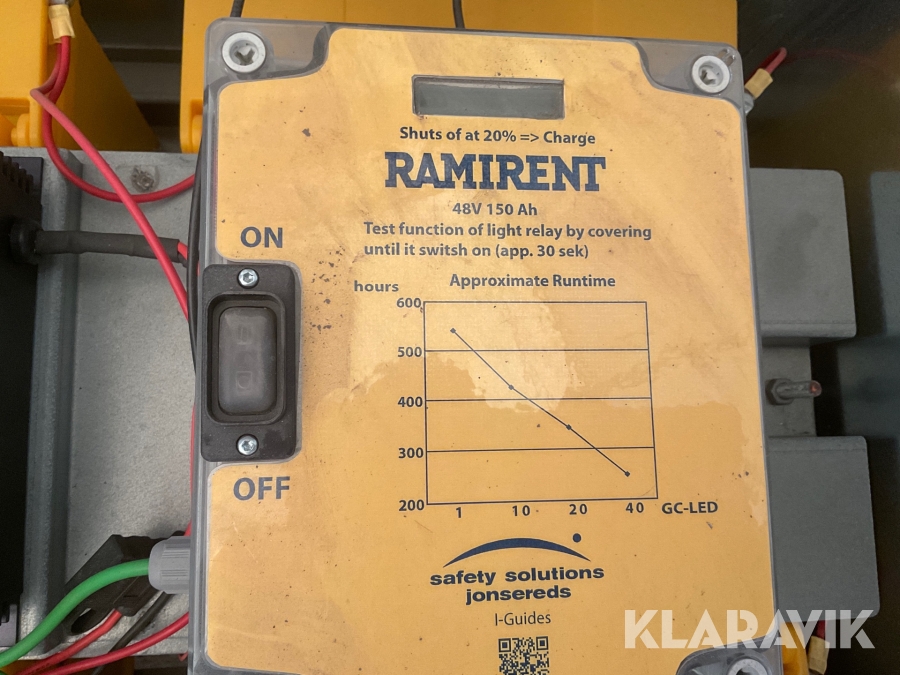 Shuts of at 20% => Charge
RAMIRENT
48V 150 Ah
Test function of light relay by covering
until it switsh on (app. 30 sek)
ON
Approximate Runtime
hours
600
500
400
300
200
1 10 20 40 GC-LED
OFF
safety solutions
jonsereds
I-Guides
KLARAVIK